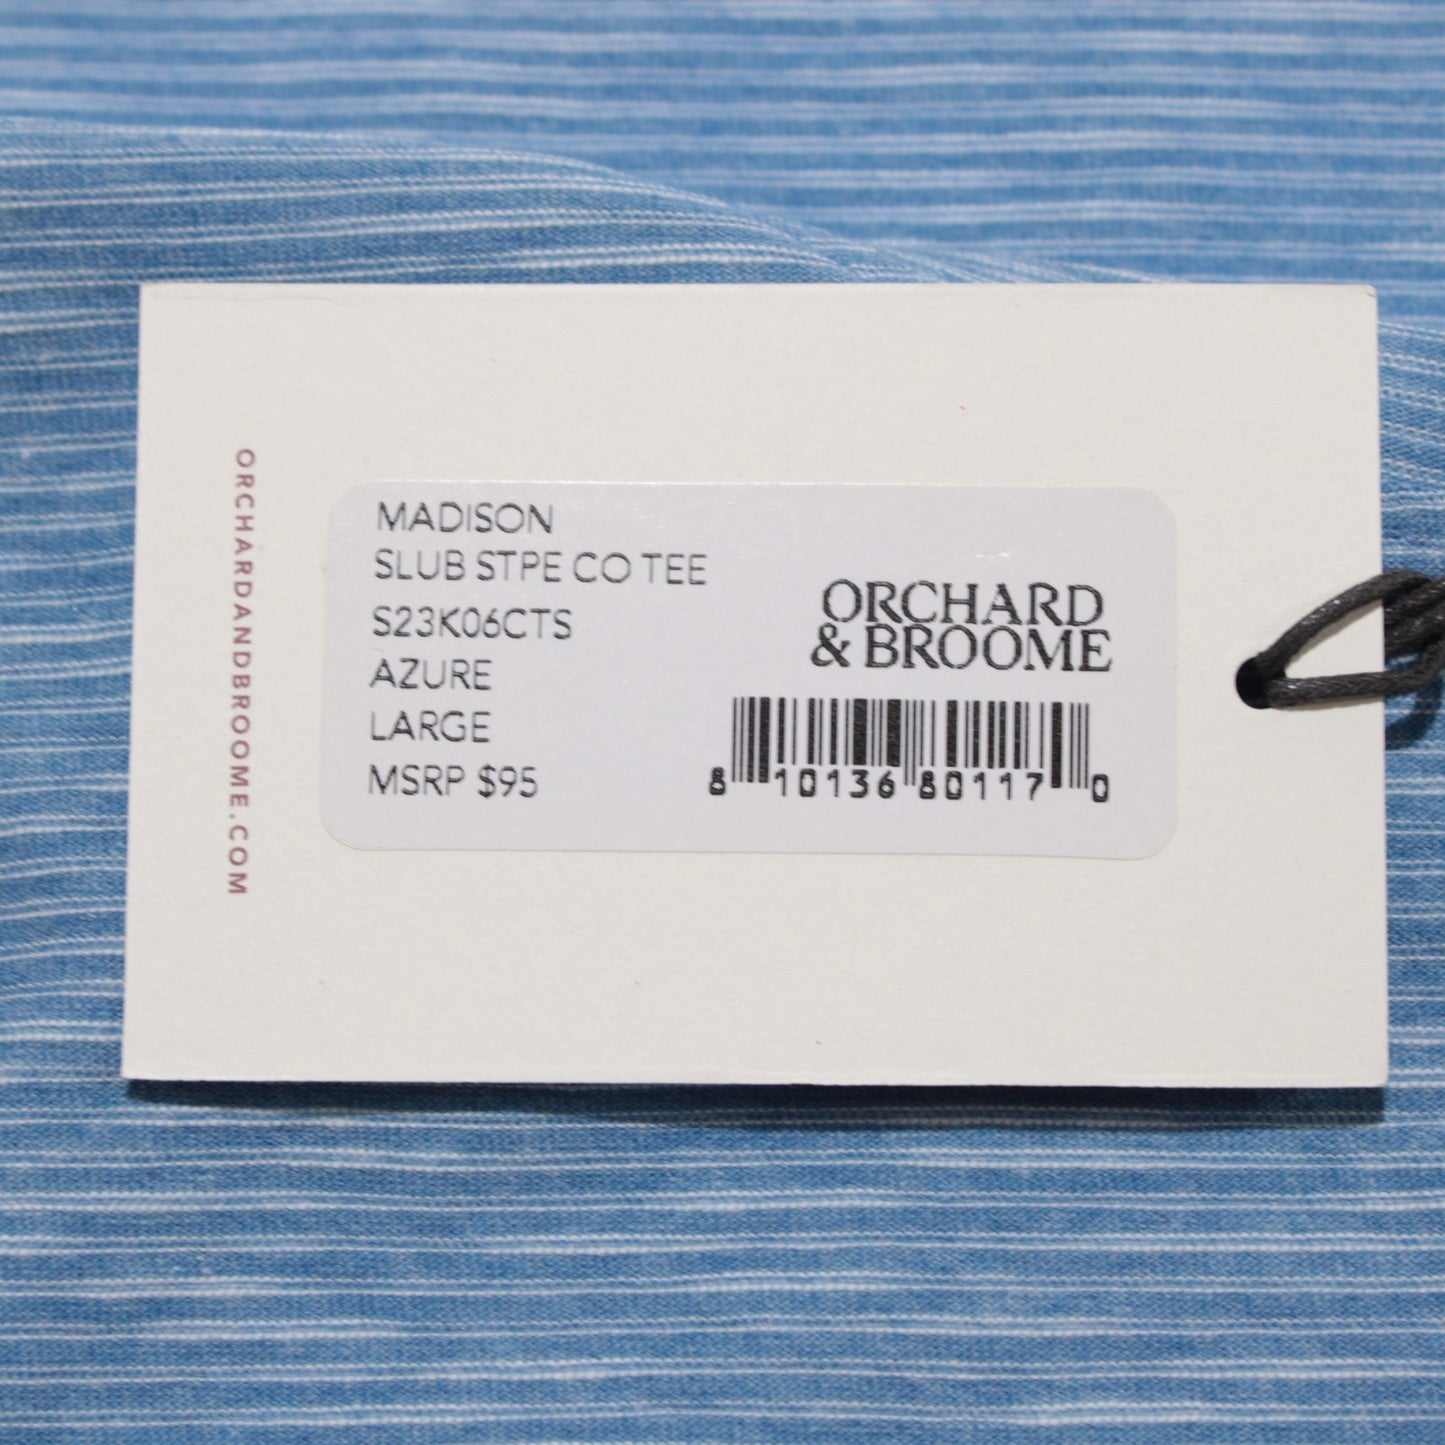 ORCHARDANDBROOME.COM
MADISON
SLUB STPE CO TEE
S23K06CTS
AZURE
LARGE
MSRP $95
ORCHARD
& BROOME
8 10136 80117 0